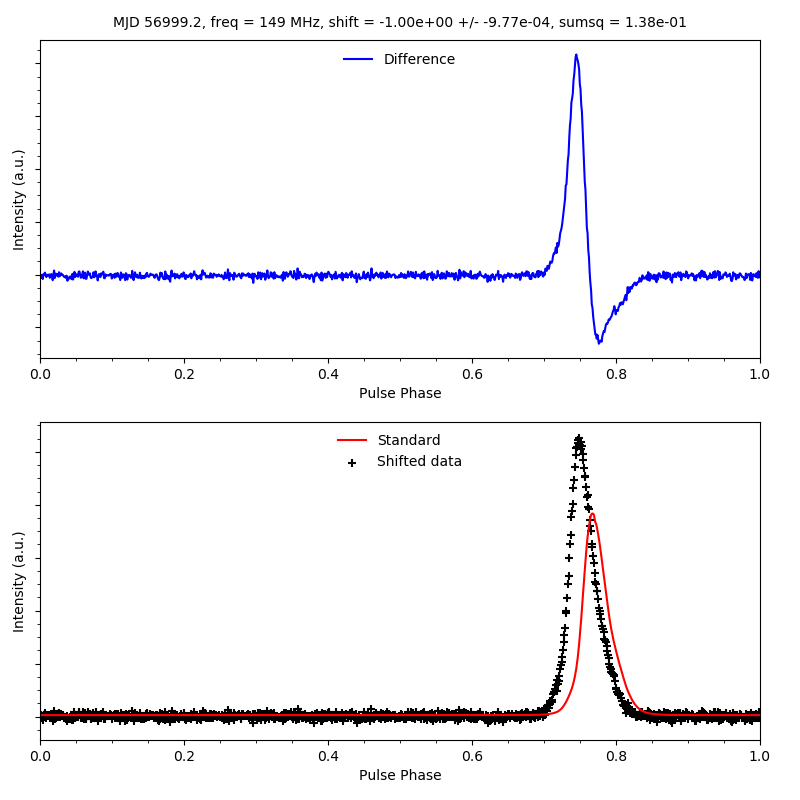 MJD 56999.2, freq = 149 MHz, shift = -1.00e+00 +/- -9.77e-04, sumsq = 1.38e-01
Difference
Intensity (a.u.)
0.0 0.2 0.4 0.6 0.8 1.0
Pulse Phase
Standard
Shifted data
Intensity (a.u.)
0.0 0.2 0.4 0.6 0.8 1.0
Pulse Phase